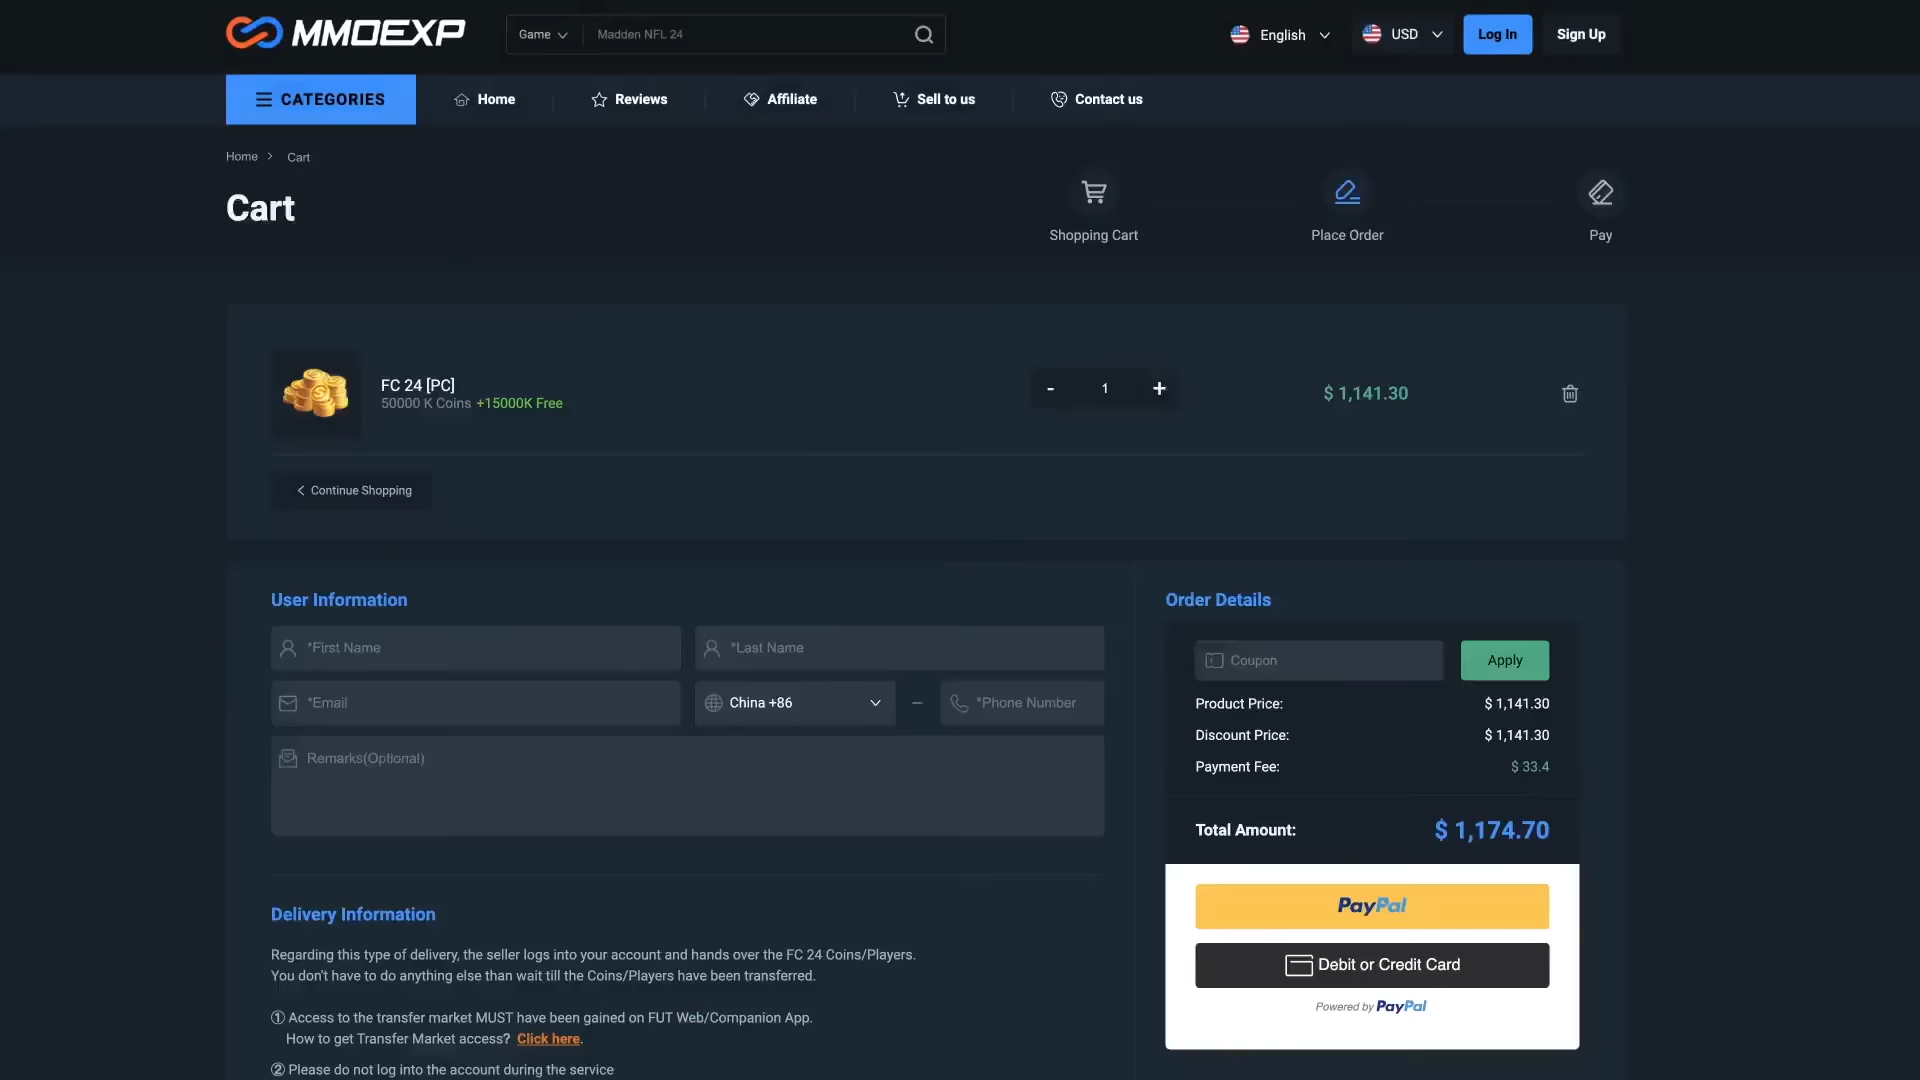 MMOEXP
Game
Madden NFL 24
English
USD
Log In
Sign Up
CATEGORIES
Home
Reviews
Affiliate
Sell to us
Contact us
Home > Cart
Cart
Shopping Cart
Place Order
Pay
FC 24 [PC]
50000 K Coins +15000K Free
- 1 +
$ 1,141.30
Continue Shopping
User Information
*First Name
*Last Name
*Email
China +86
*Phone Number
Remarks(Optional)
Delivery Information
Regarding this type of delivery, the seller logs into your account and hands over the FC 24 Coins/Players.
You don't have to do anything else than wait till the Coins/Players have been transferred.
① Access to the transfer market MUST have been gained on FUT Web/Companion App.
How to get Transfer Market access? Click here.
② Please do not log into the account during the service
Order Details
Coupon
Apply
Product Price: $ 1,141.30
Discount Price: $ 1,141.30
Payment Fee: $ 33.4
Total Amount: $ 1,174.70
PayPal
Debit or Credit Card
Powered by PayPal